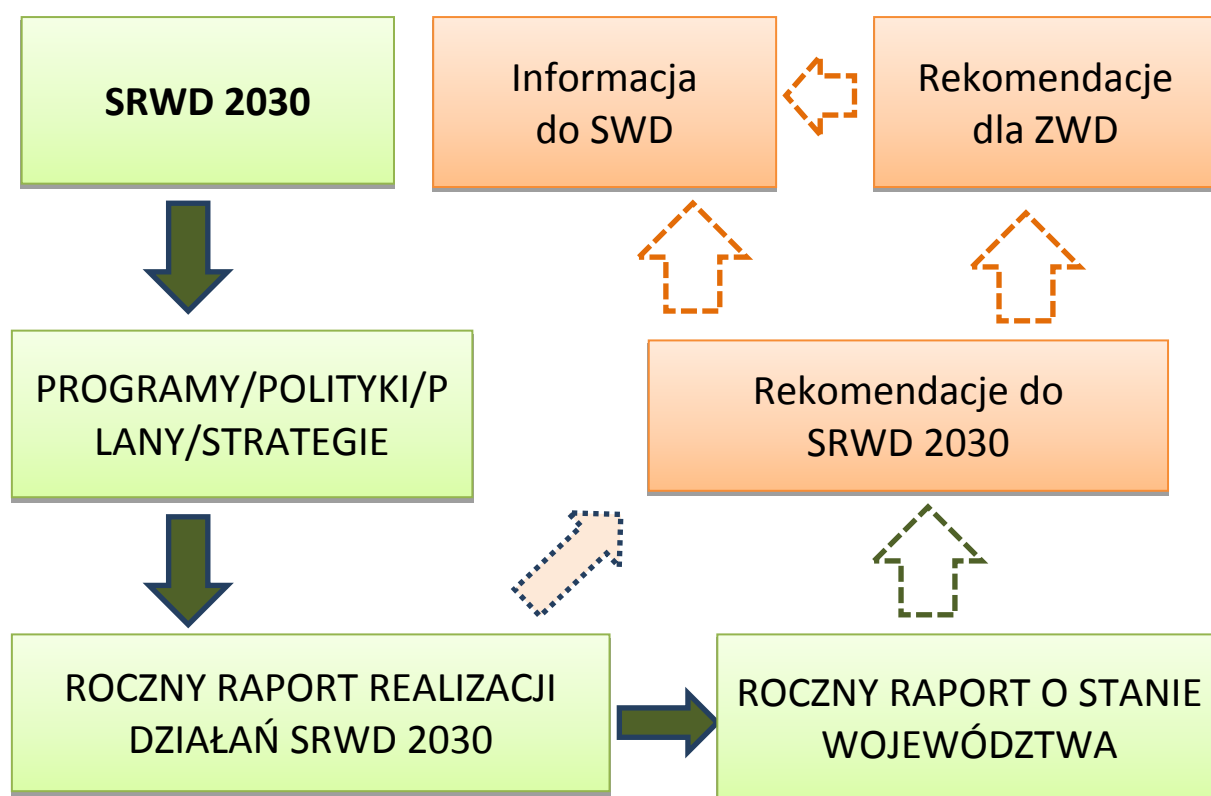 SRWD 2030
Informacja
do SWD
Rekomendacje
dla ZWD
PROGRAMY/POLITYKI/P
LANY/STRATEGIE
Rekomendacje do
SRWD 2030
ROCZNY RAPORT REALIZACJI
DZIAŁAŃ SRWD 2030
ROCZNY RAPORT O STANIE
WOJEWÓDZTWA